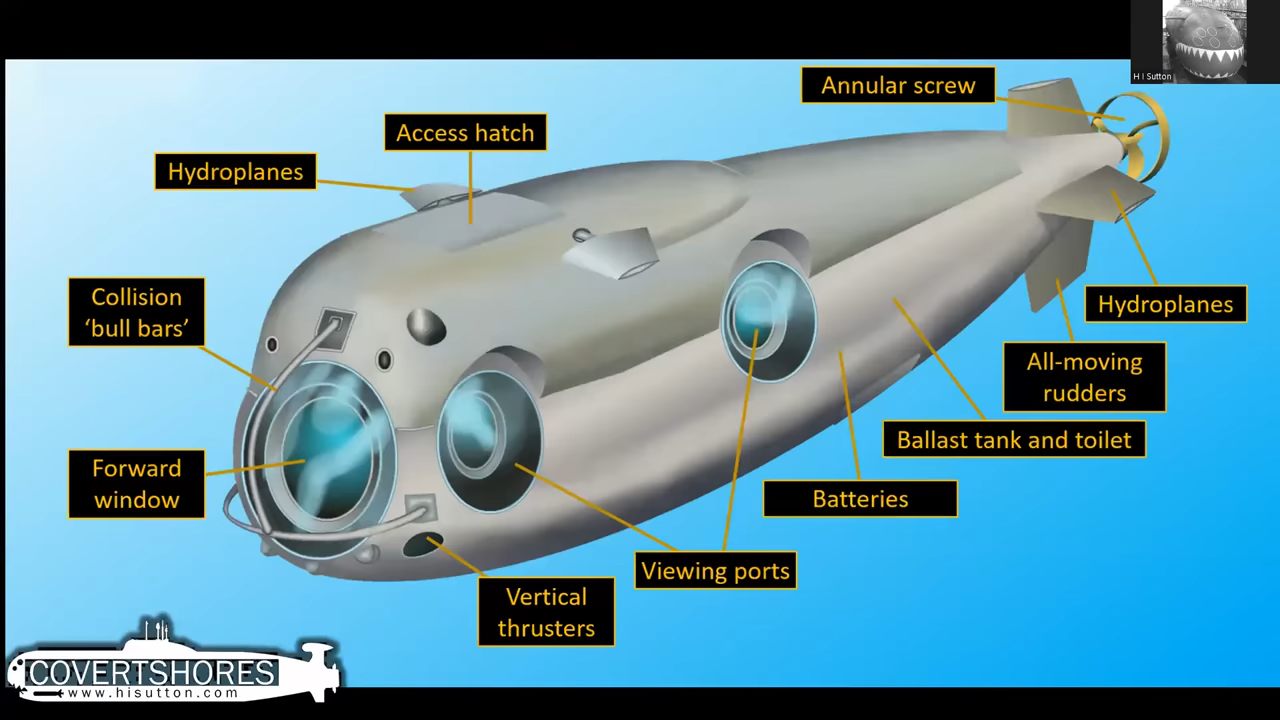 H I Sutton
Annular screw
Access hatch
Hydroplanes
Collision
‘bull bars’
Hydroplanes
All-moving
rudders
Ballast tank and toilet
Forward
window
Batteries
Viewing ports
Vertical
thrusters
COVERTSHORES
www.hisutton.com